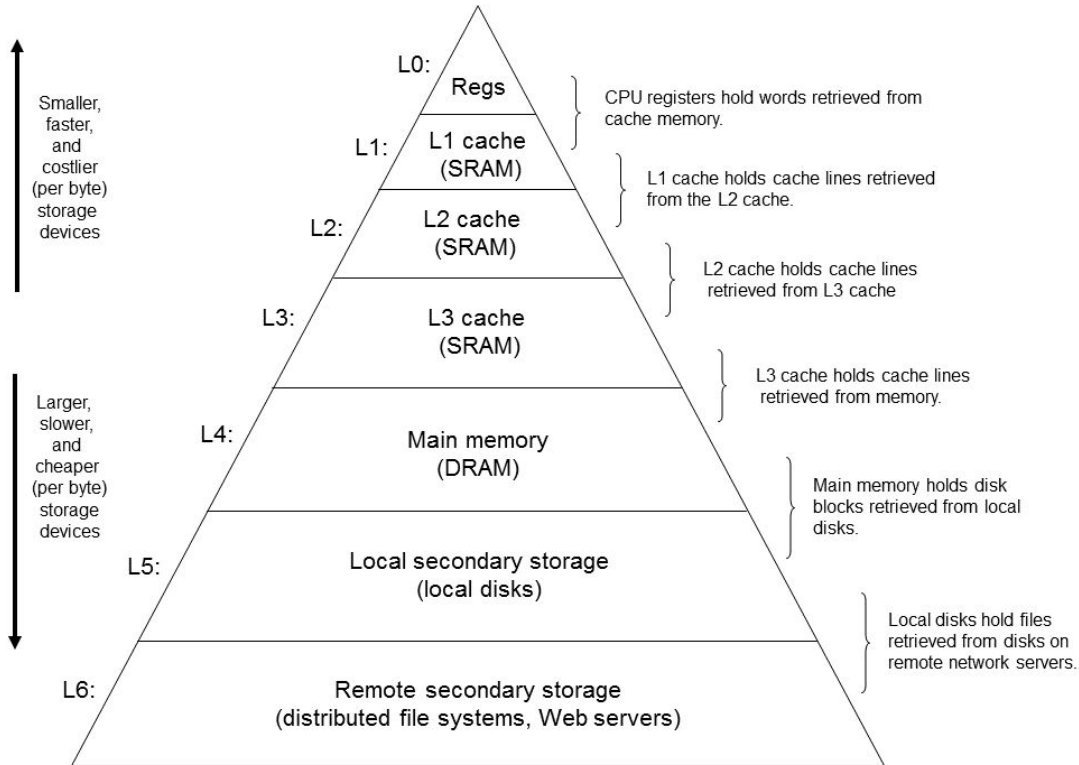 L0:
Regs
CPU registers hold words retrieved from
cache memory.
Smaller,
faster,
and
costlier
(per byte)
storage
devices
L1:
L1 cache
(SRAM)
L1 cache holds cache lines retrieved
from the L2 cache.
L2:
L2 cache
(SRAM)
L2 cache holds cache lines
retrieved from L3 cache
L3:
L3 cache
(SRAM)
L3 cache holds cache lines
retrieved from memory.
Larger,
slower,
and
cheaper
(per byte)
storage
devices
L4:
Main memory
(DRAM)
Main memory holds disk
blocks retrieved from local
disks.
L5:
Local secondary storage
(local disks)
Local disks hold files
retrieved from disks on
remote network servers.
L6:
Remote secondary storage
(distributed file systems, Web servers)